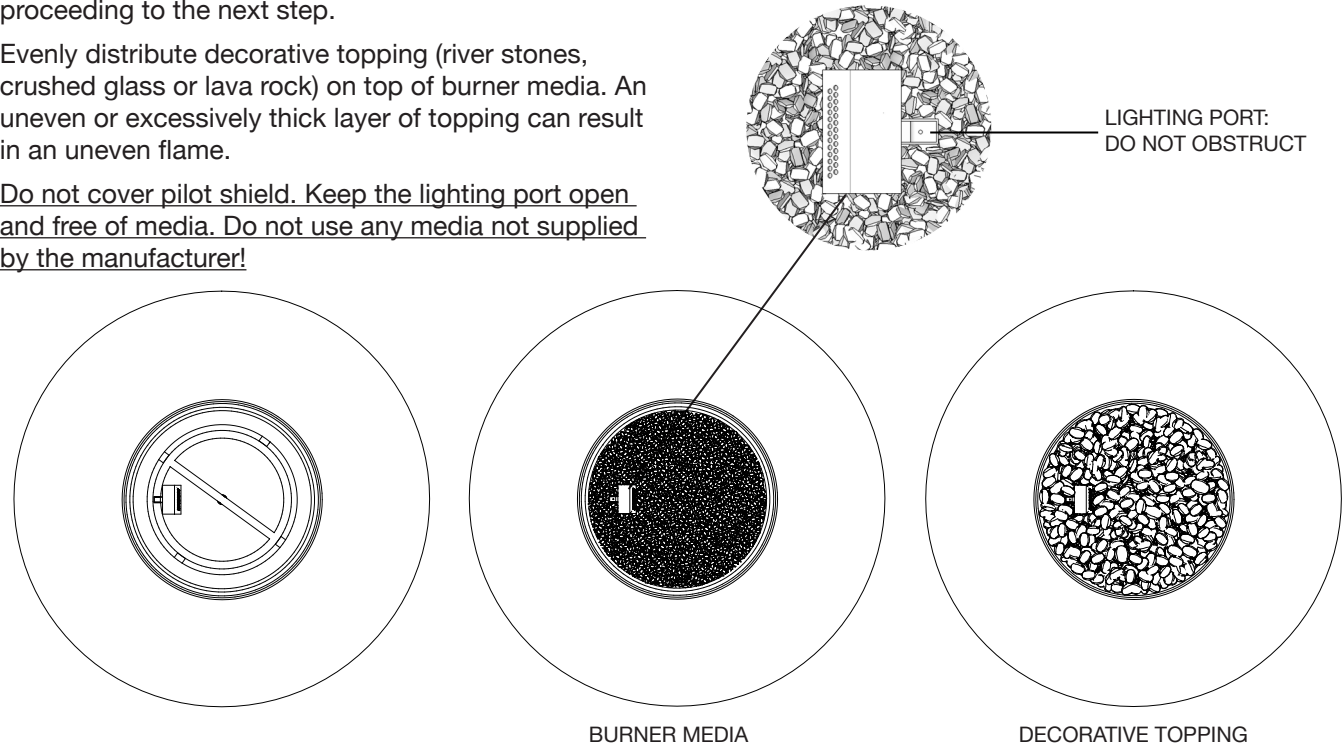 proceeding to the next step.
Evenly distribute decorative topping (river stones,
crushed glass or lava rock) on top of burner media. An
uneven or excessively thick layer of topping can result
in an uneven flame.
Do not cover pilot shield. Keep the lighting port open
and free of media. Do not use any media not supplied
by the manufacturer!
LIGHTING PORT:
DO NOT OBSTRUCT
BURNER MEDIA
DECORATIVE TOPPING